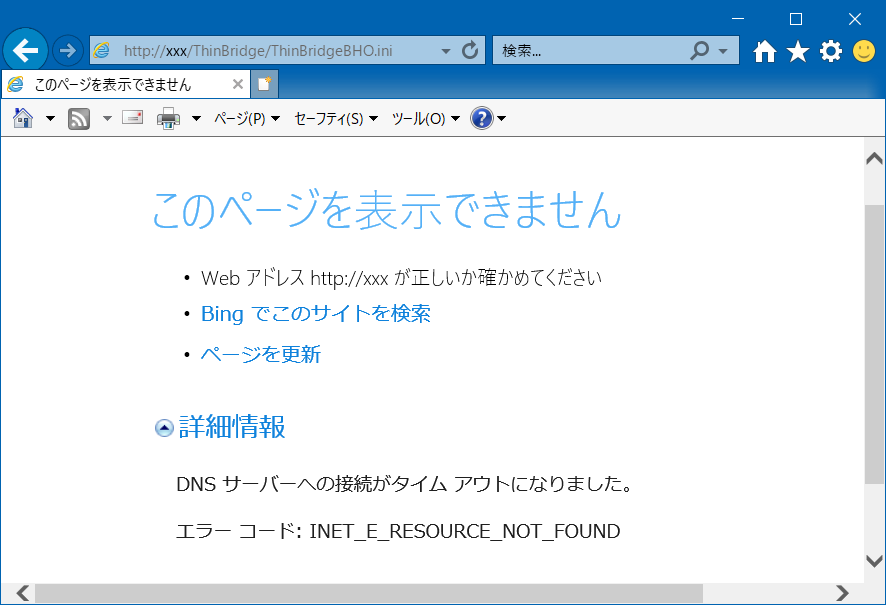 http://xxx/ThinBridge/ThinBridgeBHO.ini
検索...
このページを表示できません
ページ(P)
セーフティ(S)
ツール(O)
このページを表示できません
• Web アドレス http://xxx が正しいか確かめてください
• Bing でこのサイトを検索
• ページを更新
詳細情報
DNS サーバーへの接続がタイム アウトになりました。
エラー コード: INET_E_RESOURCE_NOT_FOUND